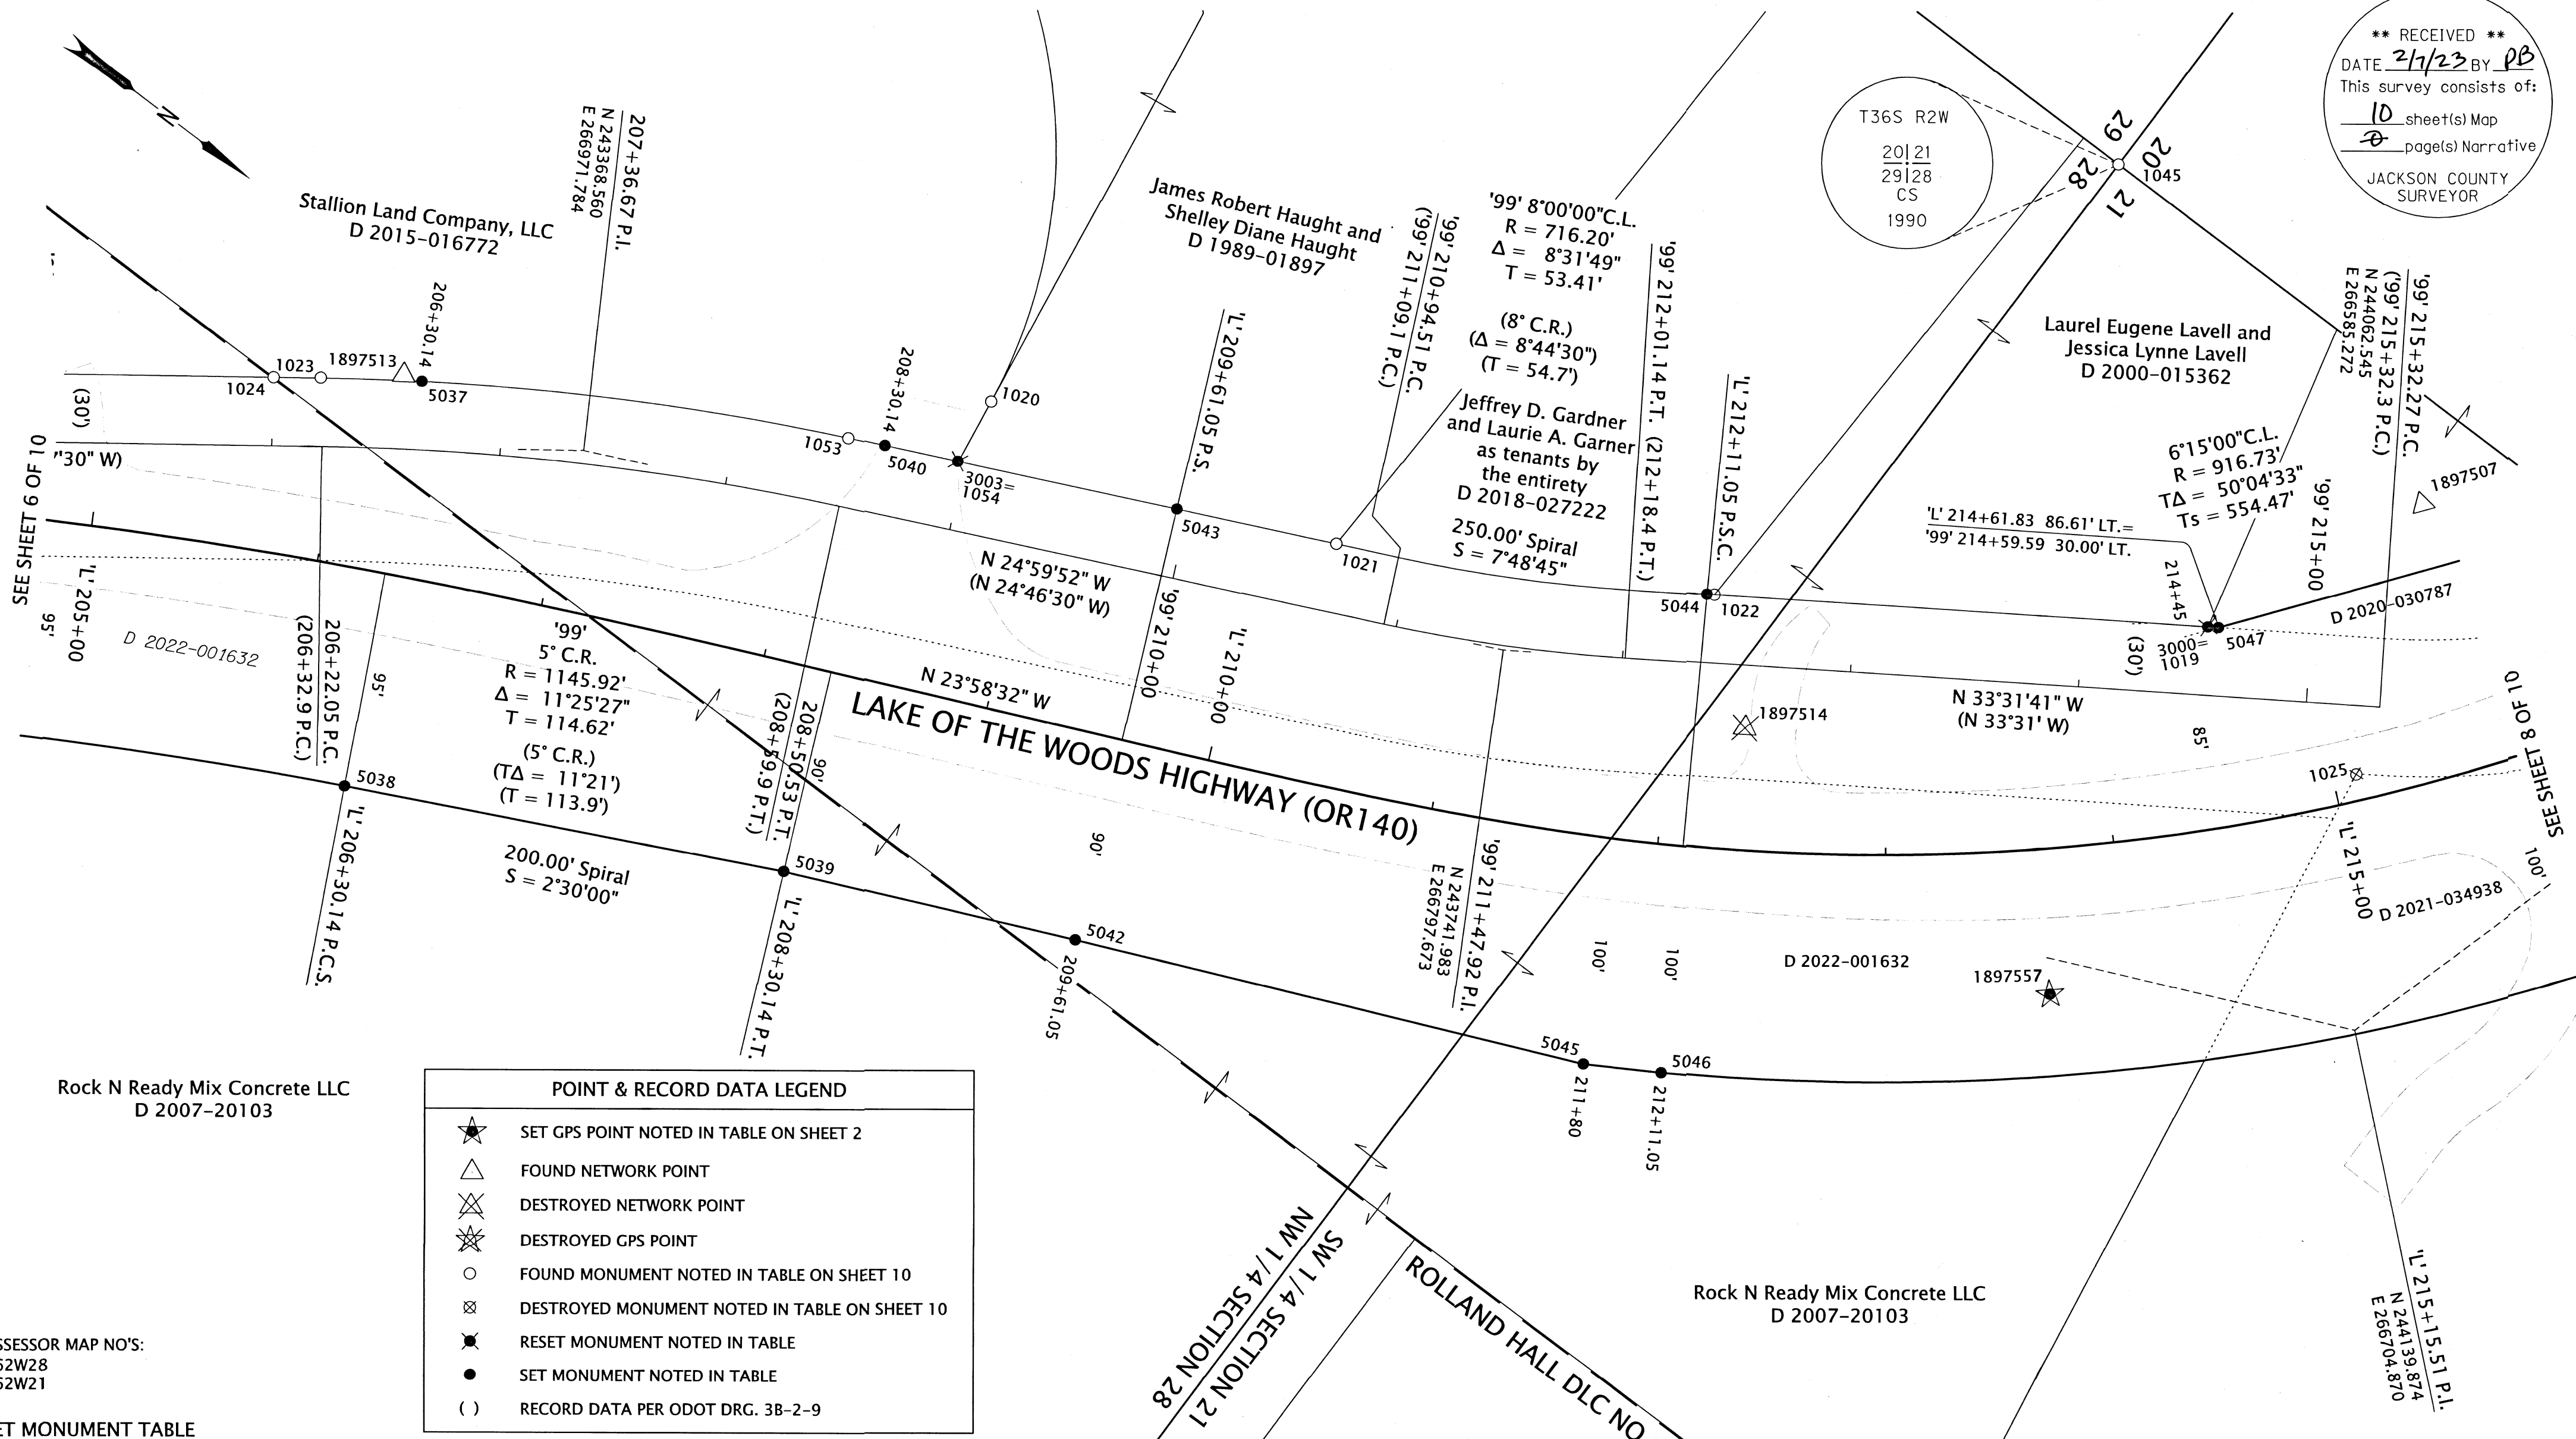 ** RECEIVED **
DATE 2/7/23 BY PB
This survey consists of:
10 sheet(s) Map
0 page(s) Narrative
JACKSON COUNTY
SURVEYOR
N
Stallion Land Company, LLC
D 2015-016772
207+36.67 P.I.
N 243368.560
E 266971.784
James Robert Haught and
Shelley Diane Haught
D 1989-01897
'99' 210+94.51 P.C.
('99' 211+09.1 P.C.)
'99' 8°00'00"C.L.
R = 716.20'
Δ = 8°31'49"
T = 53.41'
(8° C.R.)
(Δ = 8°44'30")
(T = 54.7')
Jeffrey D. Gardner
and Laurie A. Garner
as tenants by
the entirety
D 2018-027222
250.00' Spiral
S = 7°48'45"
'99' 212+01.14 P.T. (212+18.4 P.T.)
'L' 212+11.05 P.S.C.
T36S R2W
20|21
29|28
CS
1990
29
20
28
21
1045
Laurel Eugene Lavell and
Jessica Lynne Lavell
D 2000-015362
'99' 215+32.27 P.C.
('99' 215+32.3 P.C.)
N 244062.545
E 266585.272
6°15'00"C.L.
R = 916.73'
TΔ = 50°04'33"
Ts = 554.47'
'99' 215+00
1897507
'L' 214+61.83 86.61' LT.=
'99' 214+59.59 30.00' LT.
214+45
D 2020-030787
3000=
1019
5047
(30')
SEE SHEET 6 OF 10
(30')
'30" W)
1024
1023
1897513
206+30.14
5037
1053
208+30.14
5040
3003=
1054
1020
'L' 209+61.05 P.S.
5043
1021
5044
1022
N 24°59'52" W
(N 24°46'30" W)
'99' 210+00
'L' 210+00
N 33°31'41" W
(N 33°31' W)
85'
1897514
1025
SEE SHEET 8 OF 10
'L' 205+00
95'
D 2022-001632
206+22.05 P.C.
(206+32.9 P.C.)
95'
'99'
5° C.R.
R = 1145.92'
Δ = 11°25'27"
T = 114.62'
(5° C.R.)
(TΔ = 11°21')
(T = 113.9')
208+50.53 P.T.
(208+59.9 P.T.)
90'
N 23°58'32" W
LAKE OF THE WOODS HIGHWAY (OR140)
90'
5038
'L' 206+30.14 P.C.S.
200.00' Spiral
S = 2°30'00"
5039
'L' 208+30.14 P.T.
5042
209+61.05
'99' 211+47.92 P.I.
N 243741.983
E 266797.673
100'
100'
D 2022-001632
1897557
'L' 215+00
100'
D 2021-034938
5045
211+80
5046
212+11.05
'L' 215+15.51 P.I.
N 244139.874
E 266704.870
Rock N Ready Mix Concrete LLC
D 2007-20103
POINT & RECORD DATA LEGEND
SET GPS POINT NOTED IN TABLE ON SHEET 2
FOUND NETWORK POINT
DESTROYED NETWORK POINT
DESTROYED GPS POINT
FOUND MONUMENT NOTED IN TABLE ON SHEET 10
DESTROYED MONUMENT NOTED IN TABLE ON SHEET 10
RESET MONUMENT NOTED IN TABLE
SET MONUMENT NOTED IN TABLE
( ) RECORD DATA PER ODOT DRG. 3B-2-9
NW 1/4 SECTION 28
SW 1/4 SECTION 21
ROLLAND HALL DLC NO
Rock N Ready Mix Concrete LLC
D 2007-20103
SSESSOR MAP NO'S:
62W28
62W21
ET MONUMENT TABLE